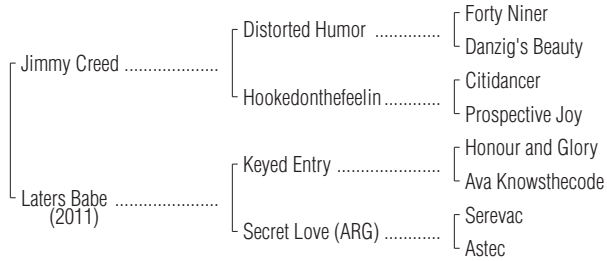 Forty Niner
Distorted Humor ..............
Danzig's Beauty
Jimmy Creed ....................
Citidancer
Hookedonthefeelin ............
Prospective Joy
Honour and Glory
Keyed Entry ......................
Ava Knowsthecode
Laters Babe ......................
(2011)
Serevac
Secret Love (ARG) ............
Astec